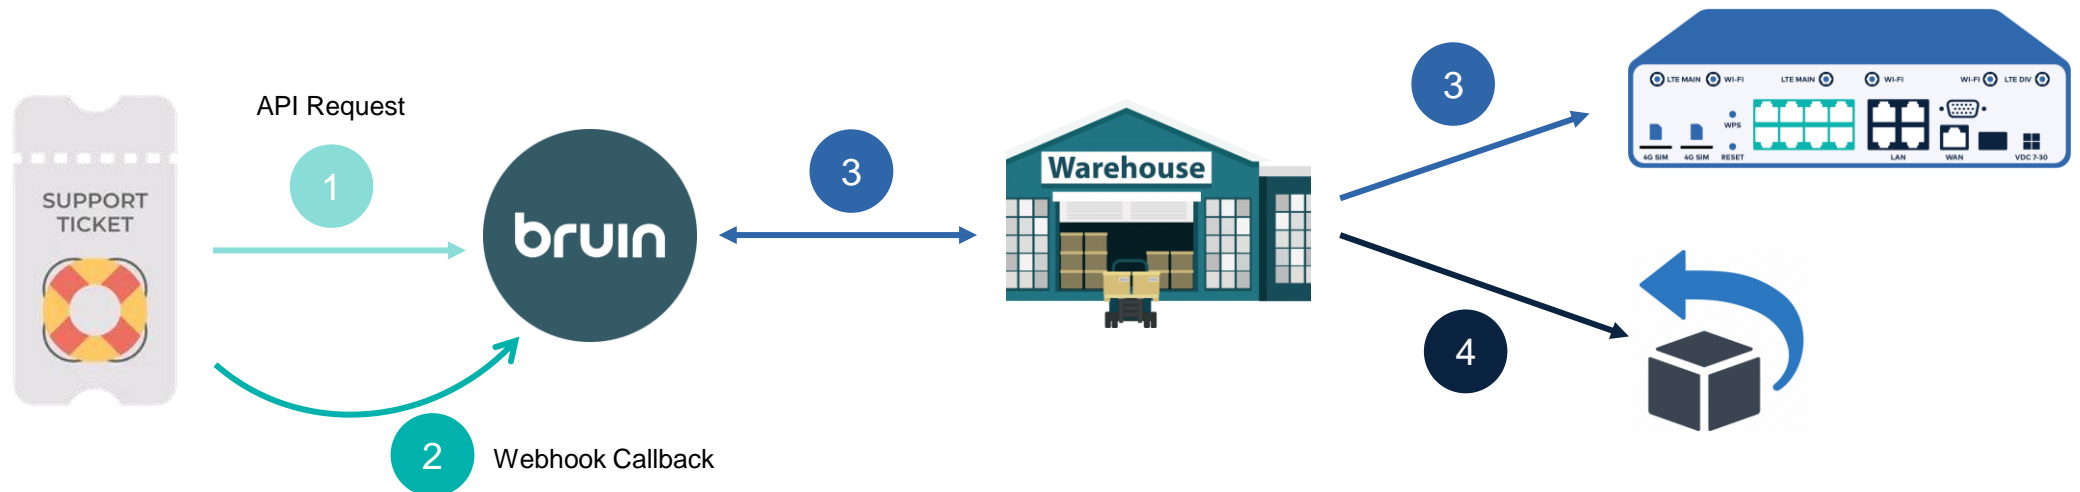 SUPPORT
TICKET
API Request
1
bruin
2
Webhook Callback
3
Warehouse
3
4
LTE MAIN
WI-FI
LTE MAIN
WI-FI
WI-FI
LTE DIV
WPS
4G SIM
4G SIM
RESET
LAN
WAN
VDC 7-30